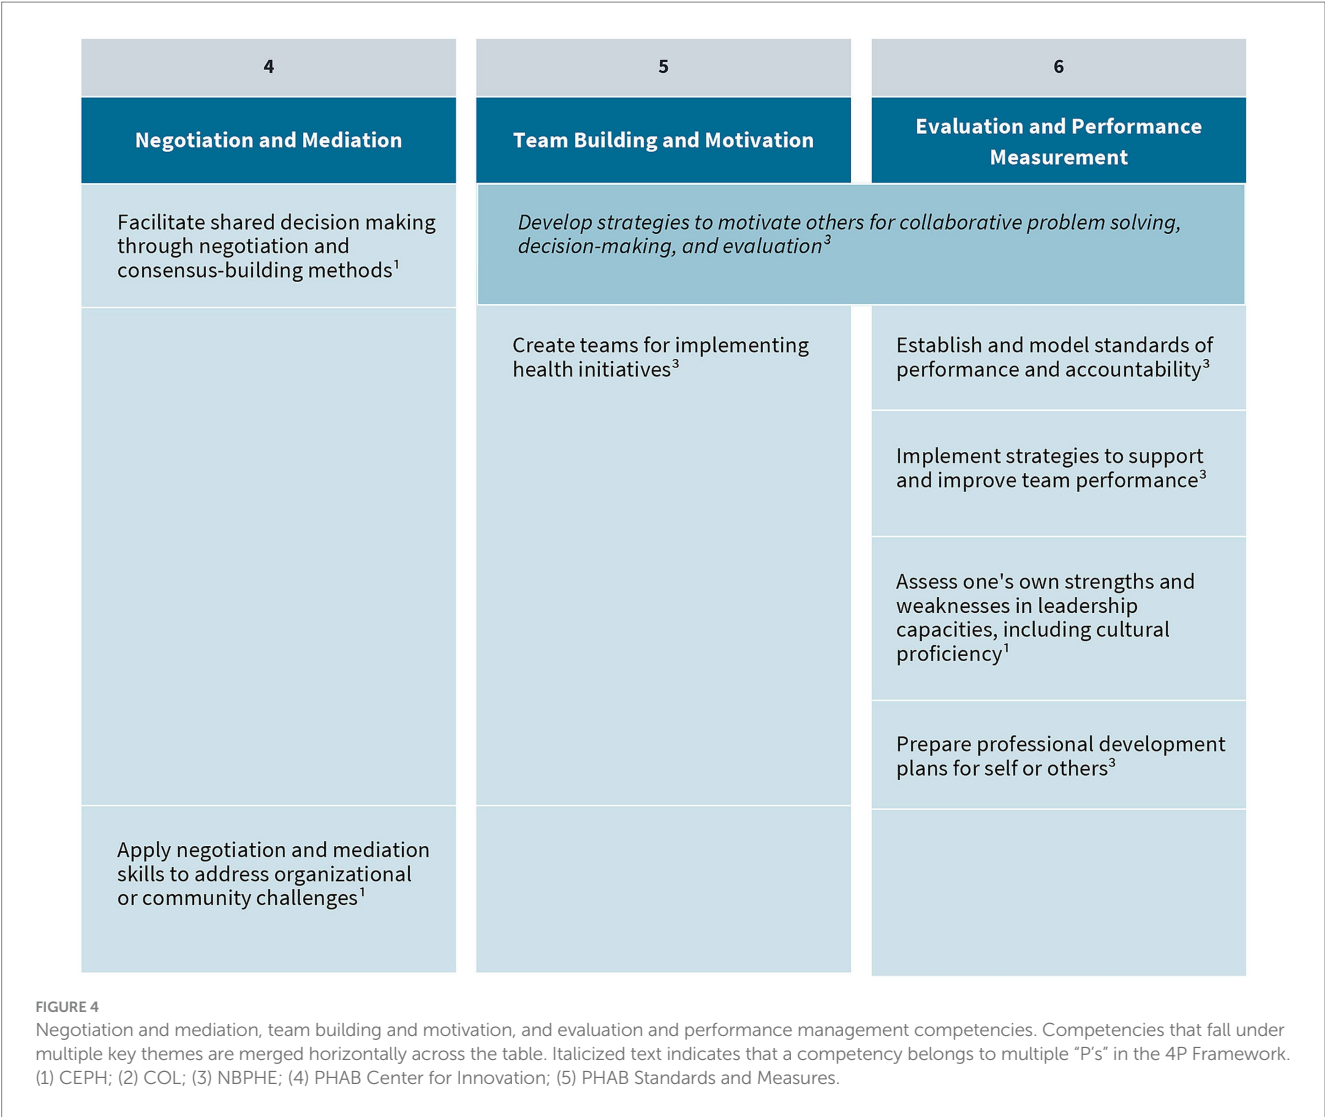 4
Negotiation and Mediation
Facilitate shared decision making
through negotiation and
consensus-building methods¹
Apply negotiation and mediation
skills to address organizational
or community challenges¹
5
Team Building and Motivation
Develop strategies to motivate others for collaborative problem solving,
decision-making, and evaluation³
Create teams for implementing
health initiatives³
6
Evaluation and Performance
Measurement
Establish and model standards of
performance and accountability³
Implement strategies to support
and improve team performance³
Assess one's own strengths and
weaknesses in leadership
capacities, including cultural
proficiency¹
Prepare professional development
plans for self or others³
FIGURE 4
Negotiation and mediation, team building and motivation, and evaluation and performance management competencies. Competencies that fall under
multiple key themes are merged horizontally across the table. Italicized text indicates that a competency belongs to multiple “P’s” in the 4P Framework.
(1) CEPH; (2) COL; (3) NBPHE; (4) PHAB Center for Innovation; (5) PHAB Standards and Measures.